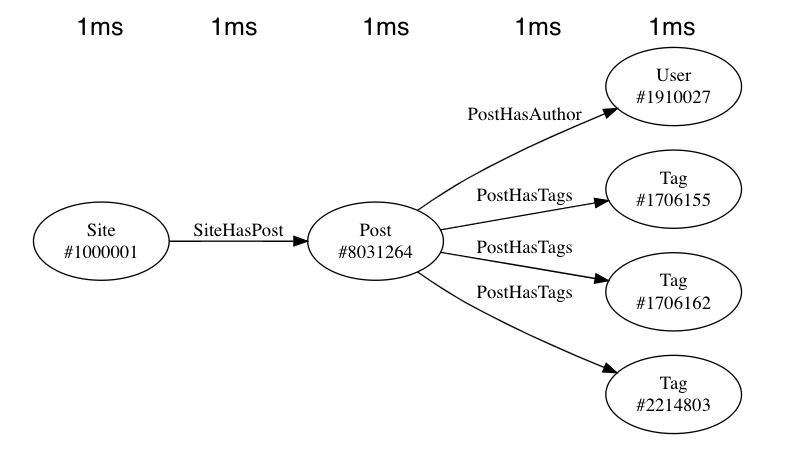 1ms 1ms 1ms 1ms 1ms
User
#1910027
PostHasAuthor
Tag
#1706155
PostHasTags
Site
#1000001
SiteHasPost
Post
#8031264
PostHasTags
Tag
#1706162
PostHasTags
Tag
#2214803